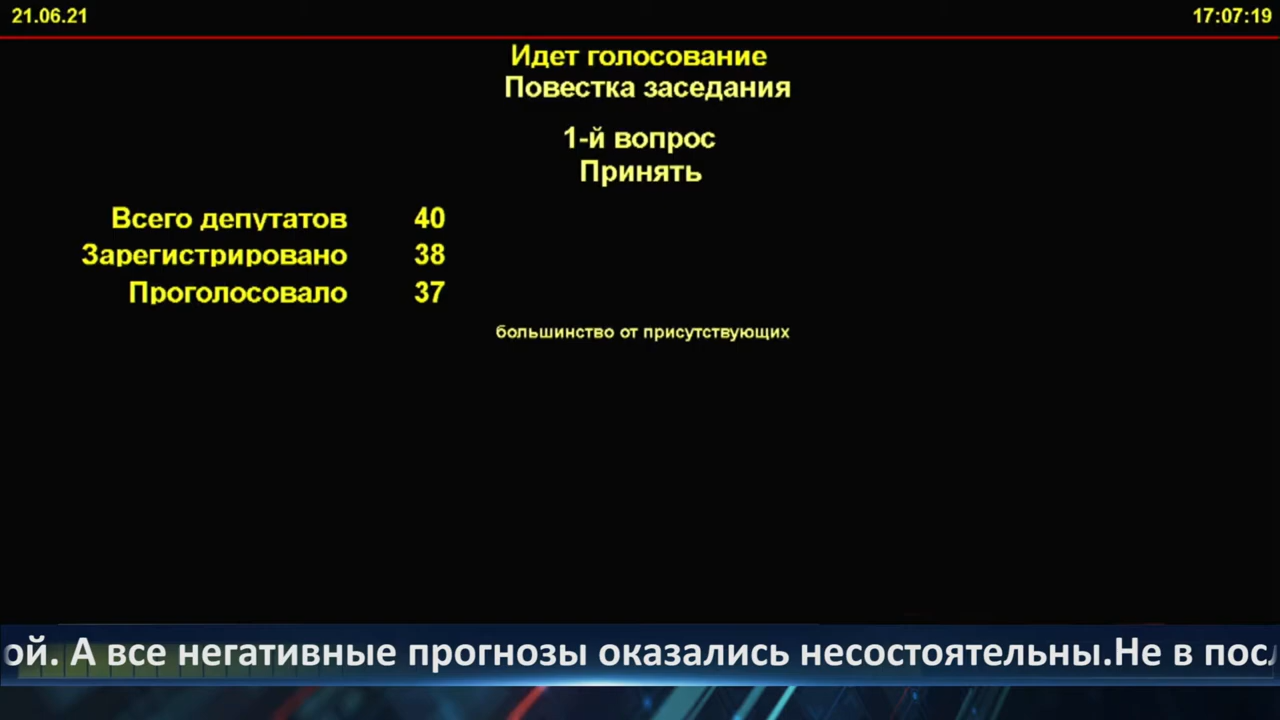 21.06.21 17:07:19
Идет голосование
Повестка заседания
1-й вопрос
Принять
Всего депутатов 40
Зарегистрировано 38
Проголосовало 37
большинство от присутствующих
ой. А все негативные прогнозы оказались несостоятельны.Не в